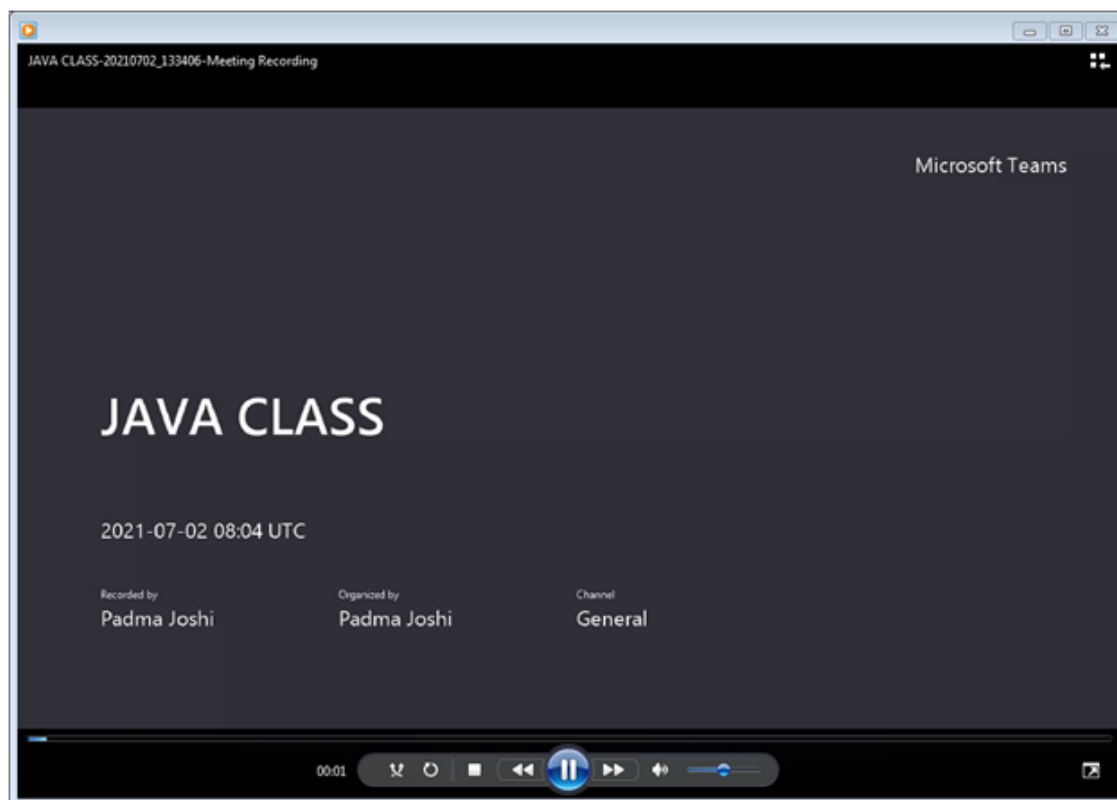 JAVA CLASS-20210702_133406-Meeting Recording
Microsoft Teams
JAVA CLASS
2021-07-02 08:04 UTC
Recorded by
Padma Joshi
Organized by
Padma Joshi
Channel
General
00:01